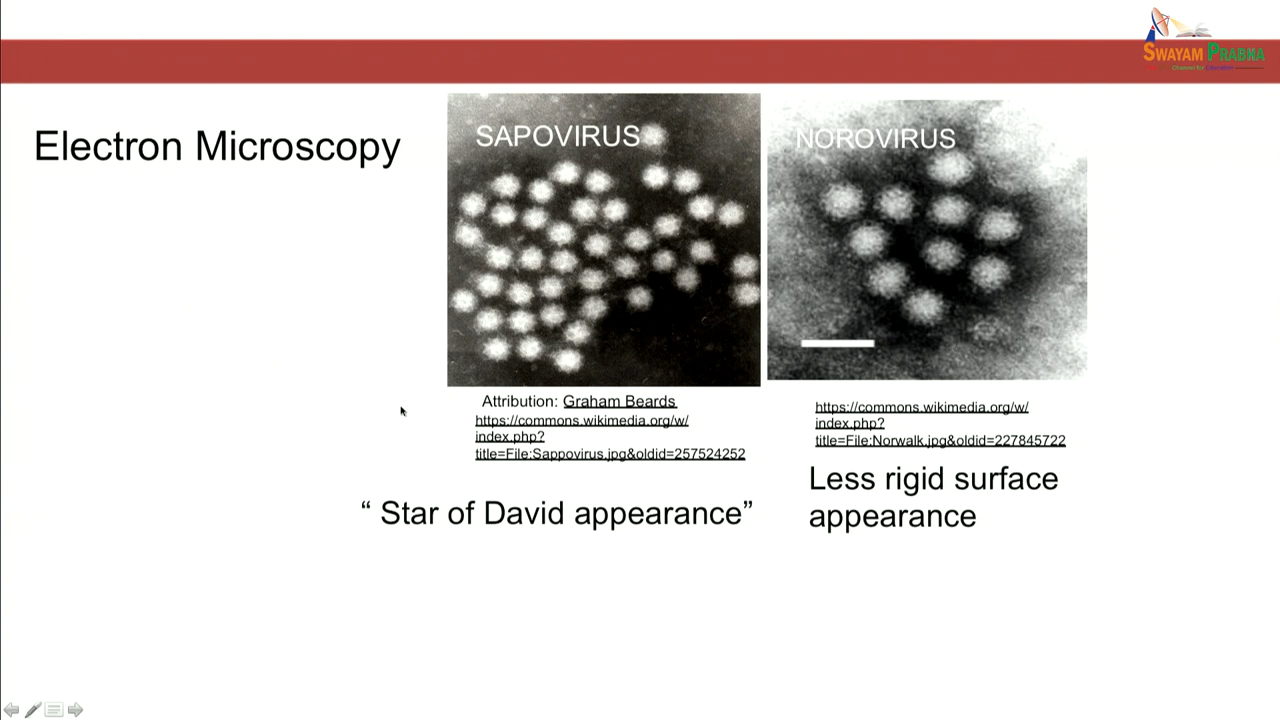 SWAYAM PRABHA
Electron Microscopy
SAPOVIRUS
NOROVIRUS
Attribution: Graham Beards
https://commons.wikimedia.org/w/
index.php?
title=File:Sappovirus.jpg&oldid=257524252
https://commons.wikimedia.org/w/
index.php?
title=File:Norwalk.jpg&oldid=227845722
“ Star of David appearance”
Less rigid surface
appearance